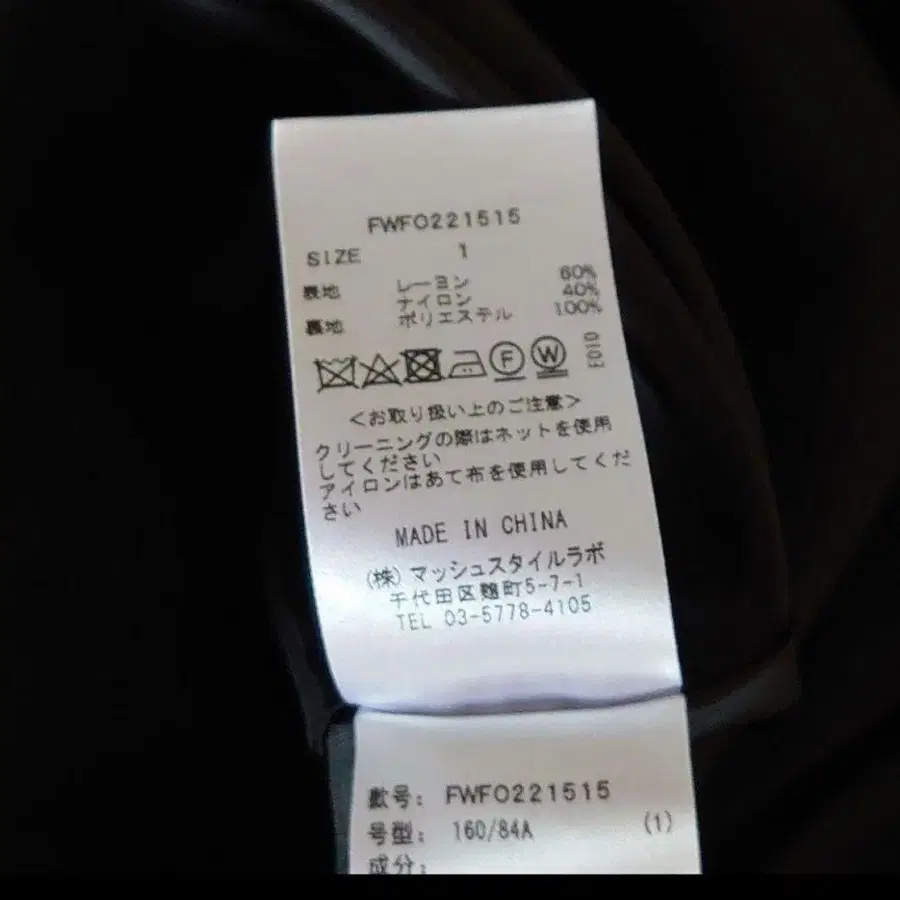 FWFO221515
SIZE 1
表地 レーヨン 60%
ナイロン 40%
裏地 ポリエステル 100%
F W E010
<お取り扱い上のご注意>
クリーニングの際はネットを使用
してください
アイロンはあて布を使用してくだ
さい
MADE IN CHINA
(株)マッシュスタイルラボ
千代田区麹町5-7-1
TEL 03-5778-4105
款号: FWFO221515
号型: 160/84A (1)
成分: